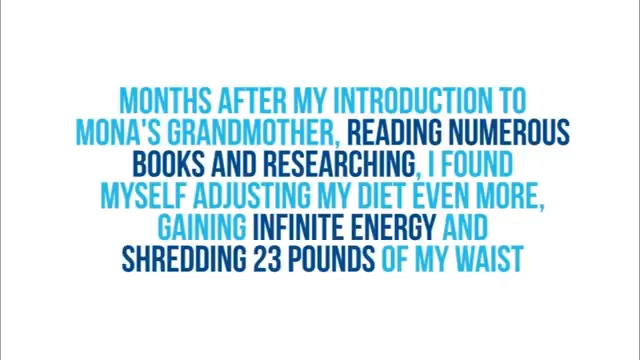 MONTHS AFTER MY INTRODUCTION TO
MONA'S GRANDMOTHER, READING NUMEROUS
BOOKS AND RESEARCHING, I FOUND
MYSELF ADJUSTING MY DIET EVEN MORE,
GAINING INFINITE ENERGY AND
SHREDDING 23 POUNDS OF MY WAIST